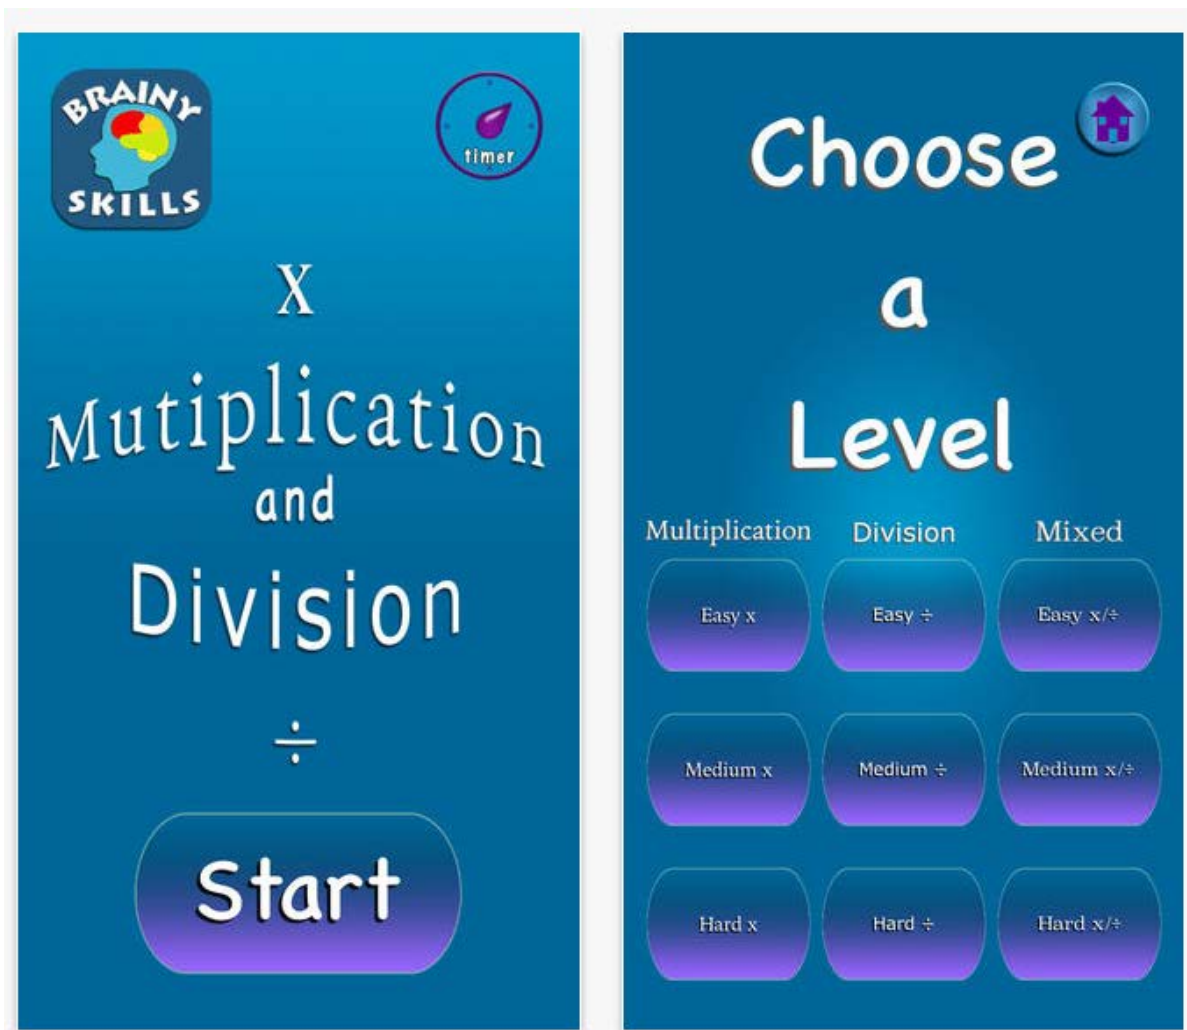 BRAINY
SKILLS
timer
X
Mutiplication
and
Division
÷
Start
Choose
a
Level
Multiplication Division Mixed
Easy x Easy ÷ Easy x/÷
Medium x Medium ÷ Medium x/÷
Hard x Hard ÷ Hard x/÷